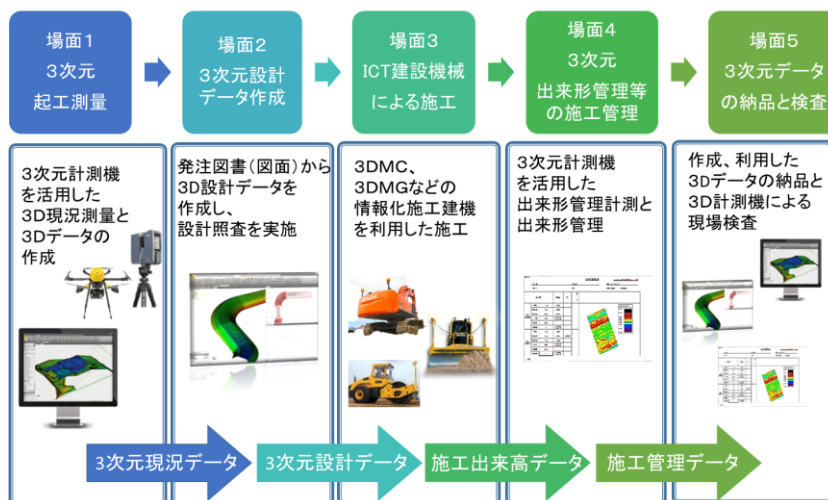 場面1
3次元
起工測量
場面2
3次元設計
データ作成
場面3
ICT建設機械
による施工
場面4
3次元
出来形管理等
の施工管理
場面5
3次元データ
の納品と検査
3次元計測機
を活用した
3D現況測量と
3Dデータの
作成
発注図書(図面)から
3D設計データを
作成し、
設計照査を実施
3DMC、
3DMGなどの
情報化施工建機
を利用した施工
3次元計測機
を活用した
出来形管理計測と
出来形管理
作成、利用した
3Dデータの納品と
3D計測機による
現場検査
3次元現況データ
3次元設計データ
施工出来高データ
施工管理データ